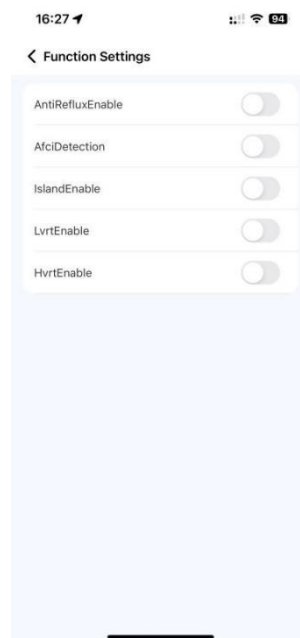 16:27
94
Function Settings
AntiRefluxEnable
AfciDetection
IslandEnable
LvrtEnable
HvrtEnable